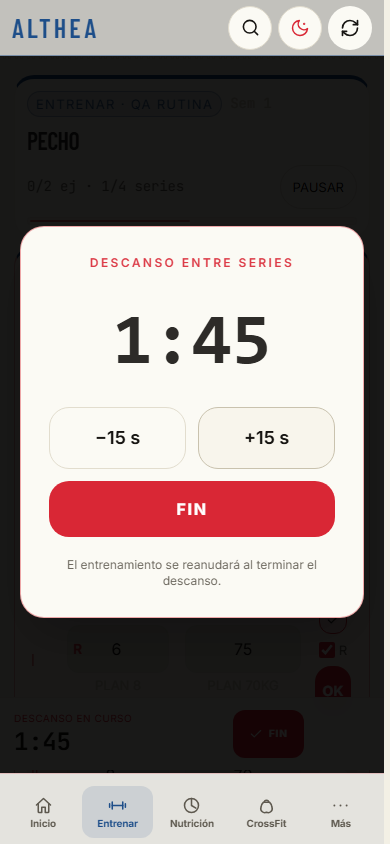 ALTHEA
ENTRENAR · QA RUTINA Sem 1
PECHO
0/2 ej · 1/4 series
PAUSAR
DESCANSO ENTRE SERIES
1:45
−15 s
+15 s
FIN
El entrenamiento se reanudará al terminar el
descanso.
R 6 75 R
OK
DESCANSO EN CURSO
1:45
✓ FIN
Inicio
Entrenar
Nutrición
CrossFit
Más